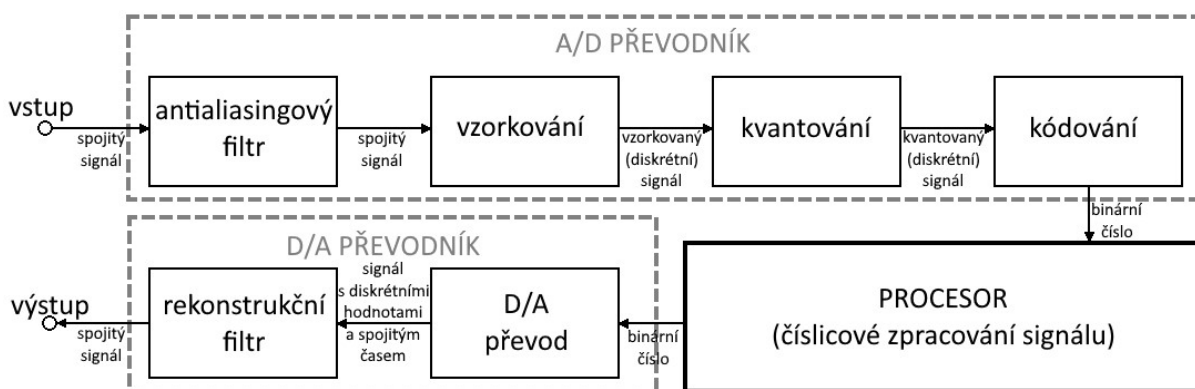 A/D PŘEVODNÍK
vstup
spojitý
signál
antialiasingový
filtr
spojitý
signál
vzorkování
vzorkovaný
(diskrétní)
signál
kvantování
kvantovaný
(diskrétní)
signál
kódování
binární
číslo
PROCESOR
(číslicové zpracování signálu)
binární
číslo
D/A PŘEVODNÍK
D/A
převod
signál
s diskrétními
hodnotami
a spojitým
časem
rekonstrukční
filtr
spojitý
signál
výstup